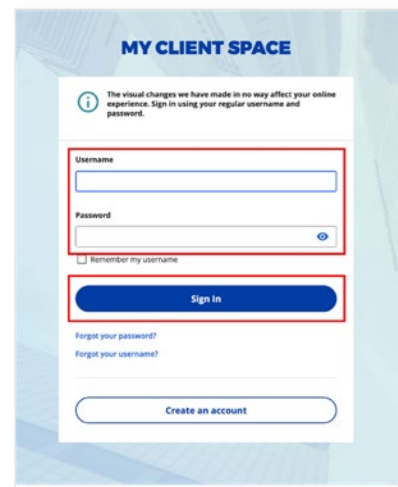 MY CLIENT SPACE
The visual changes we have made in no way affect your online
experience. Sign in using your regular username and
password.
Username
Password
Remember my username
Sign In
Forgot your password?
Forgot your username?
Create an account